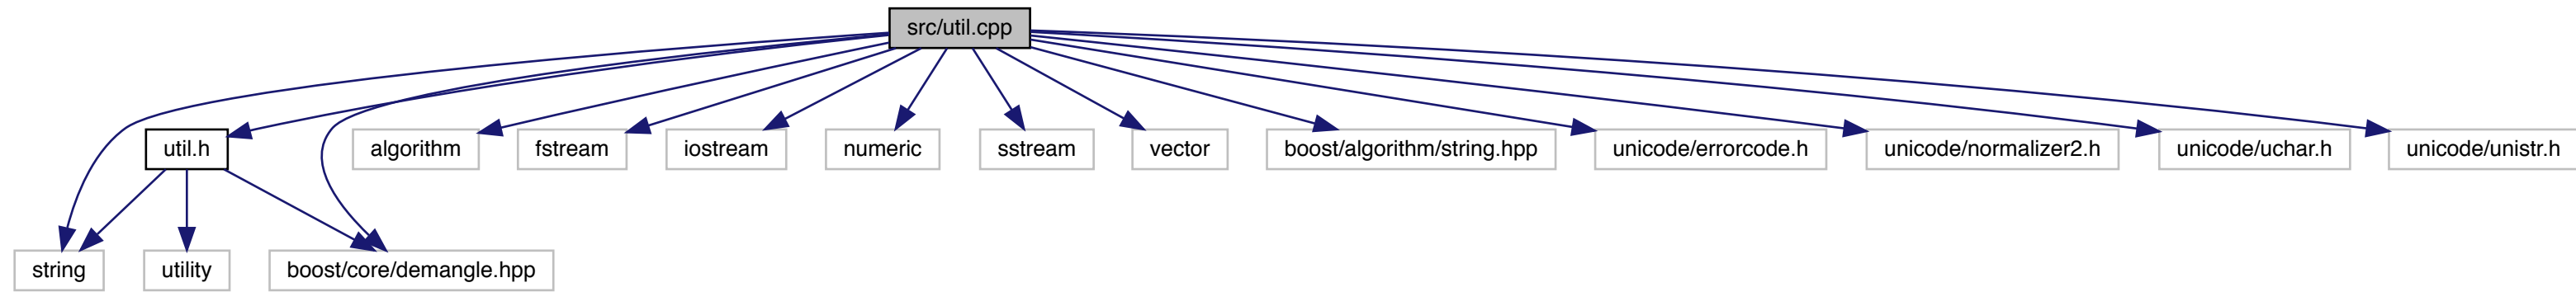 src/util.cpp
util.h
algorithm
fstream
iostream
numeric
sstream
vector
boost/algorithm/string.hpp
unicode/errorcode.h
unicode/normalizer2.h
unicode/uchar.h
unicode/unistr.h
string
utility
boost/core/demangle.hpp